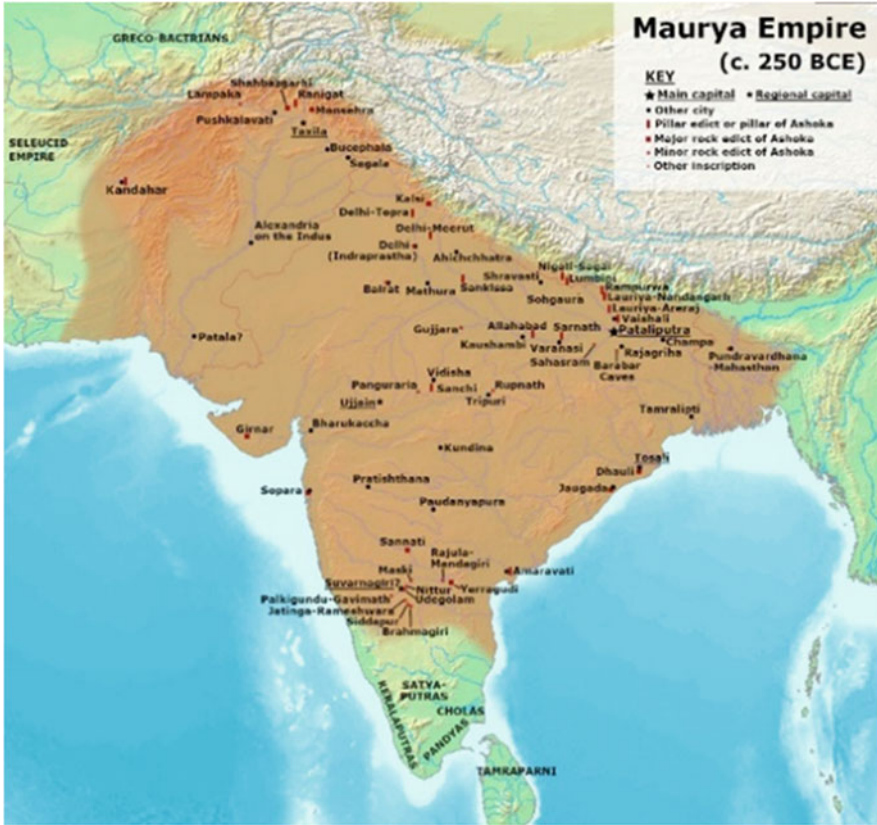 Maurya Empire
(c. 250 BCE)
KEY
Main capital
Regional capital
Other city
Pillar edict or pillar of Ashoka
Major rock edict of Ashoka
Minor rock edict of Ashoka
Other inscription
GRECO-BACTRIANS
Shahbazgarhi
Lampaka
Ranigat
Mansehra
Pushkalavati
Taxila
SELEUCID
EMPIRE
Bucephala
Sagala
Kandahar
Kalsi
Delhi-Topra
Alexandria
on the Indus
Delhi-Meerut
Delhi
(Indraprastha)
Ahichchhatra
Nigali-Sagar
Shravasti
Lumbini
Bairat
Mathura
Sankissa
Rampurwa
Sohgaura
Lauriya-Nandangarh
Lauriya-Areraj
Vaishali
Patala?
Gujjara
Allahabad
Sarnath
Pataliputra
Kaushambi
Varanasi
Champa
Sahasram
Rajagriha
Pundravardhana
-Mahasthan
Barabar
Caves
Vidisha
Panguraria
Sanchi
Rupnath
Ujjain
Tripuri
Tamralipti
Girnar
Bharukaccha
Kundina
Tosali
Dhauli
Sopara
Pratishthana
Jaugada
Paudanyapura
Sannati
Rajula-
Mandagiri
Maski
Amaravati
Suvarnagiri?
Nittur
Yerragudi
Palkigundu-Gavimath
Udegolam
Jatinga-Rameshwara
Siddapur
Brahmagiri
SATYA-
PUTRAS
KERALAPUTRAS
CHOLAS
PANDYAS
TAMRAPARNI